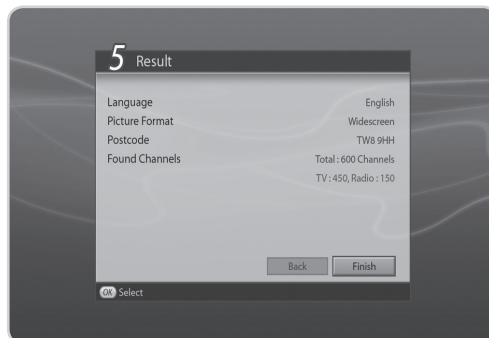 5 Result
Language English
Picture Format Widescreen
Postcode TW8 9HH
Found Channels Total : 600 Channels
TV : 450, Radio : 150
Back Finish
OK Select